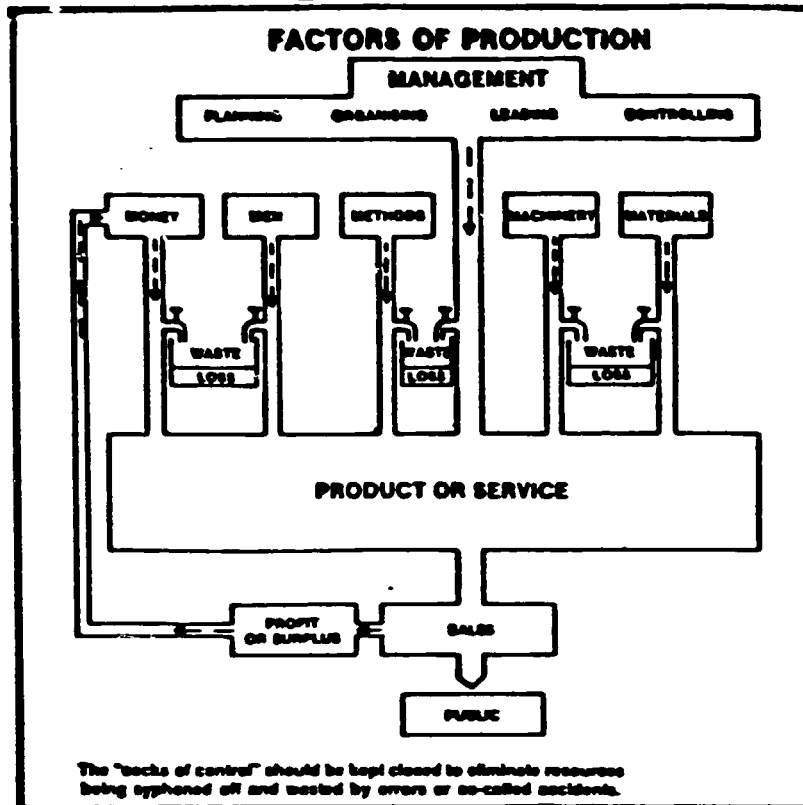 FACTORS OF PRODUCTION
MANAGEMENT
PLANNING ORGANISING LEADING CONTROLLING
MONEY MEN METHODS MACHINERY MATERIALS
WASTE WASTE WASTE
LOSS LOSS LOSS
PRODUCT OR SERVICE
PROFIT
OR SURPLUS
SALES
PUBLIC
The "cocks of control" should be kept closed to eliminate resources
being syphoned off and wasted by errors or so-called accidents.